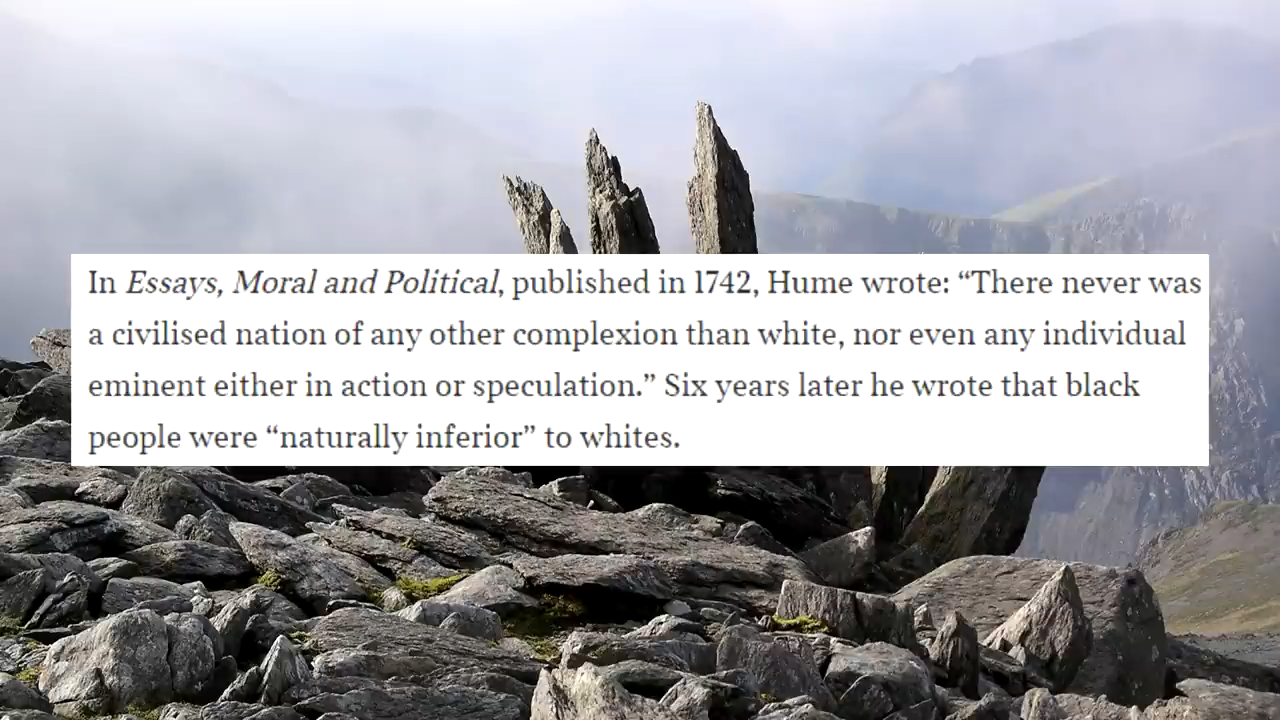 In Essays, Moral and Political, published in 1742, Hume wrote: “There never was
a civilised nation of any other complexion than white, nor even any individual
eminent either in action or speculation.” Six years later he wrote that black
people were “naturally inferior” to whites.